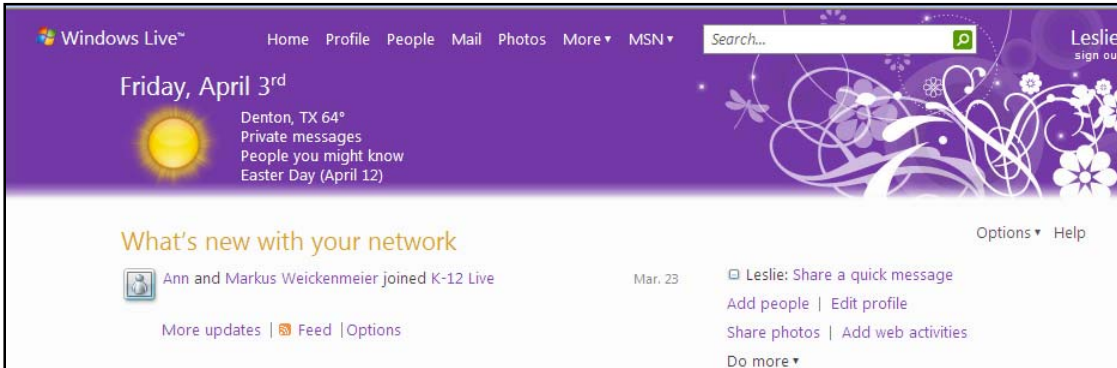 Windows Live™ Home Profile People Mail Photos More▼ MSN▼ Search... Leslie
sign ou
Friday, April 3rd
Denton, TX 64°
Private messages
People you might know
Easter Day (April 12)
Options▼ Help
What's new with your network
Ann and Markus Weickenmeier joined K-12 Live Mar. 23
More updates | Feed | Options
Leslie: Share a quick message
Add people | Edit profile
Share photos | Add web activities
Do more▼